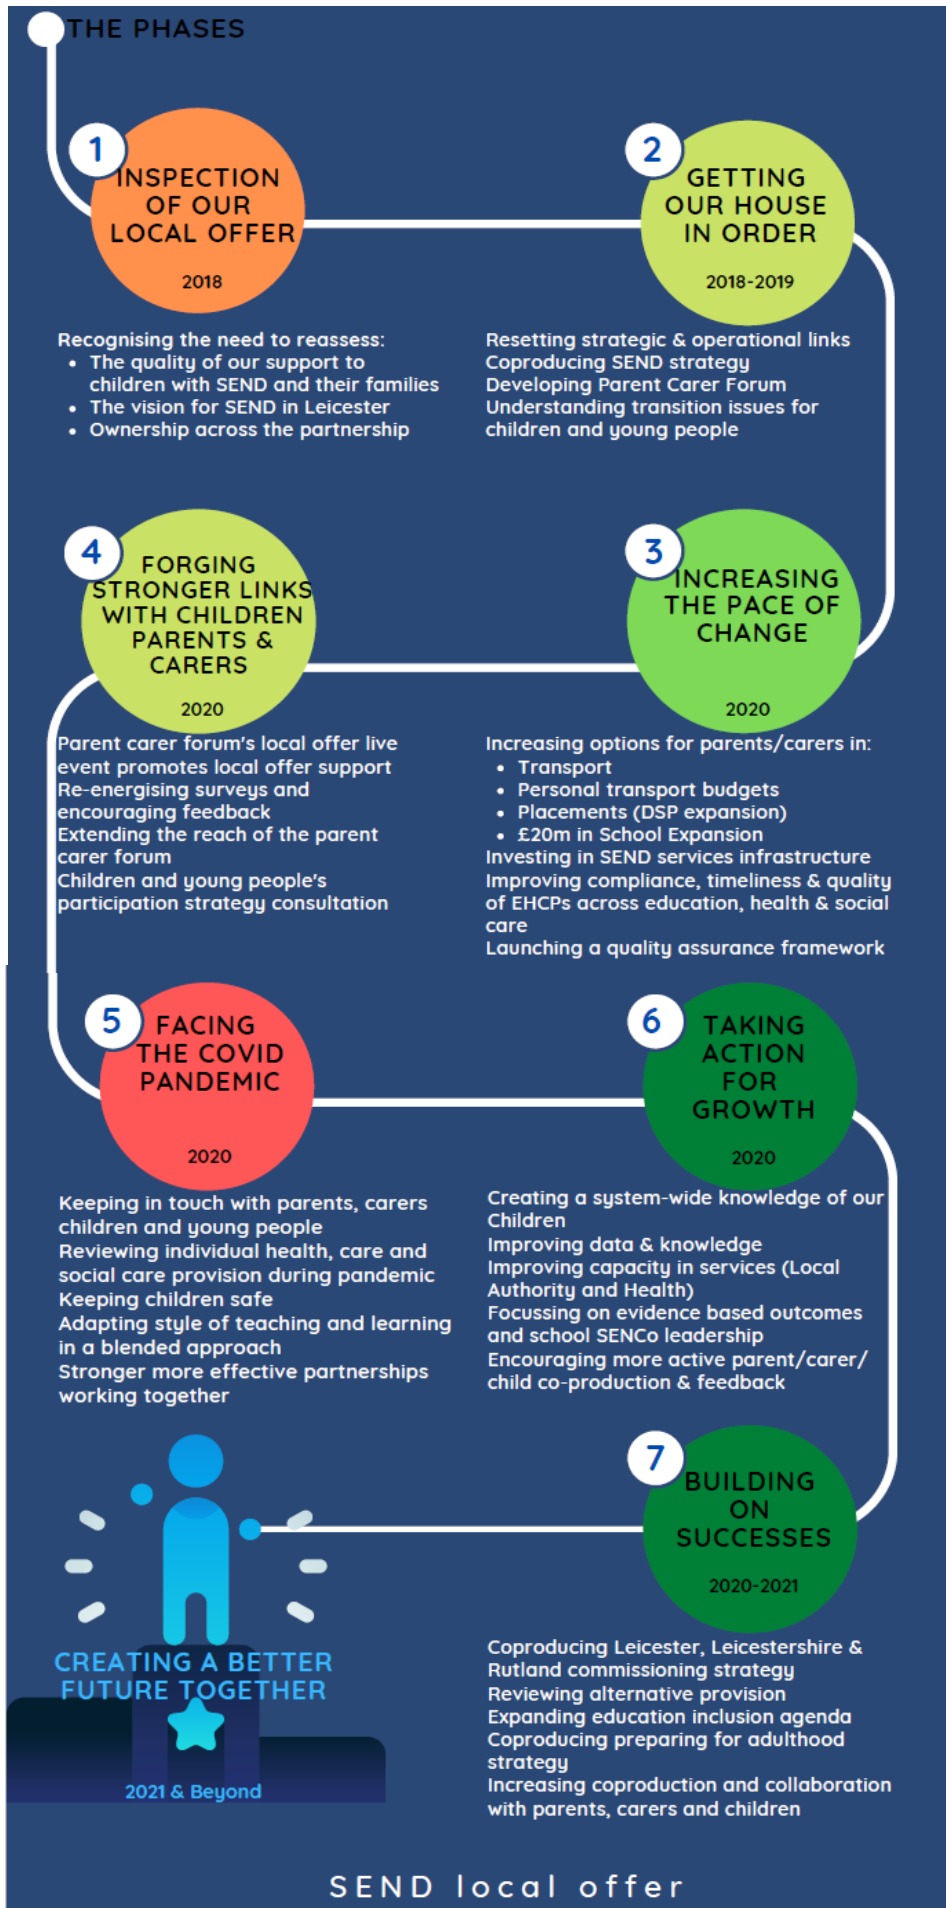 THE PHASES
1
INSPECTION
OF OUR
LOCAL OFFER
2018
Recognising the need to reassess:
• The quality of our support to
children with SEND and their families
• The vision for SEND in Leicester
• Ownership across the partnership
2
GETTING
OUR HOUSE
IN ORDER
2018-2019
Resetting strategic & operational links
Coproducing SEND strategy
Developing Parent Carer Forum
Understanding transition issues for
children and young people
3
INCREASING
THE PACE OF
CHANGE
2020
Increasing options for parents/carers in:
• Transport
• Personal transport budgets
• Placements (DSP expansion)
• £20m in School Expansion
Investing in SEND services infrastructure
Improving compliance, timeliness & quality
of EHCPs across education, health & social
care
Launching a quality assurance framework
4
FORGING
STRONGER LINKS
WITH CHILDREN
PARENTS &
CARERS
2020
Parent carer forum's local offer live
event promotes local offer support
Re-energising surveys and
encouraging feedback
Extending the reach of the parent
carer forum
Children and young people's
participation strategy consultation
5
FACING
THE COVID
PANDEMIC
2020
Keeping in touch with parents, carers
children and young people
Reviewing individual health, care and
social care provision during pandemic
Keeping children safe
Adapting style of teaching and learning
in a blended approach
Stronger more effective partnerships
working together
6
TAKING
ACTION
FOR
GROWTH
2020
Creating a system-wide knowledge of our
Children
Improving data & knowledge
Improving capacity in services (Local
Authority and Health)
Focussing on evidence based outcomes
and school SENCo leadership
Encouraging more active parent/carer/
child co-production & feedback
7
BUILDING
ON
SUCCESSES
2020-2021
Coproducing Leicester, Leicestershire &
Rutland commissioning strategy
Reviewing alternative provision
Expanding education inclusion agenda
Coproducing preparing for adulthood
strategy
Increasing coproduction and collaboration
with parents, carers and children
CREATING A BETTER
FUTURE TOGETHER
2021 & Beyond
SEND local offer